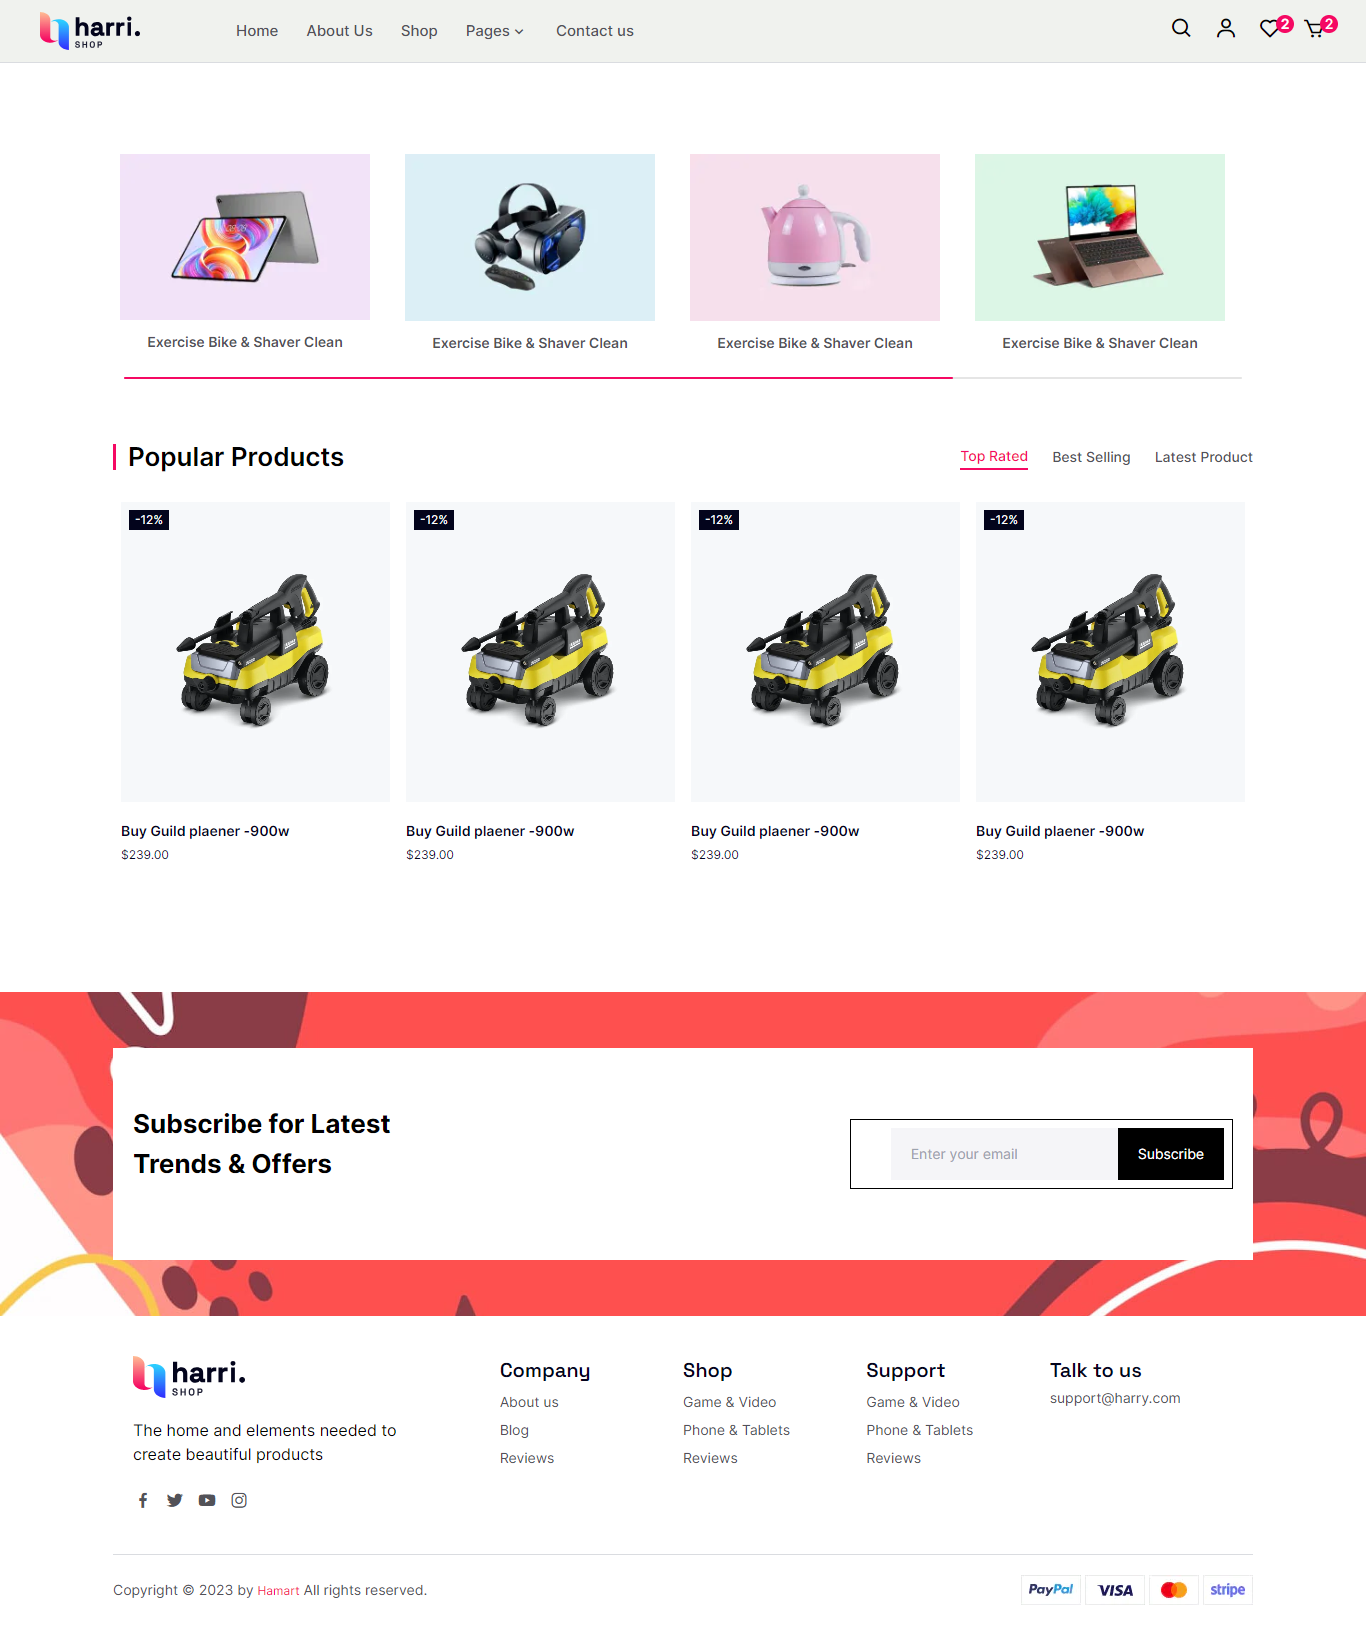 harri.
SHOP
Home About Us Shop Pages Contact us
2 2
Exercise Bike & Shaver Clean
Exercise Bike & Shaver Clean
Exercise Bike & Shaver Clean
Exercise Bike & Shaver Clean
Popular Products
Top Rated Best Selling Latest Product
-12% -12% -12% -12%
Buy Guild plaener -900w
$239.00
Buy Guild plaener -900w
$239.00
Buy Guild plaener -900w
$239.00
Buy Guild plaener -900w
$239.00
Subscribe for Latest
Trends & Offers
Enter your email
Subscribe
harri.
SHOP
The home and elements needed to
create beautiful products
Company
About us
Blog
Reviews
Shop
Game & Video
Phone & Tablets
Reviews
Support
Game & Video
Phone & Tablets
Reviews
Talk to us
support@harry.com
Copyright © 2023 by Hamart All rights reserved.
PayPal VISA stripe